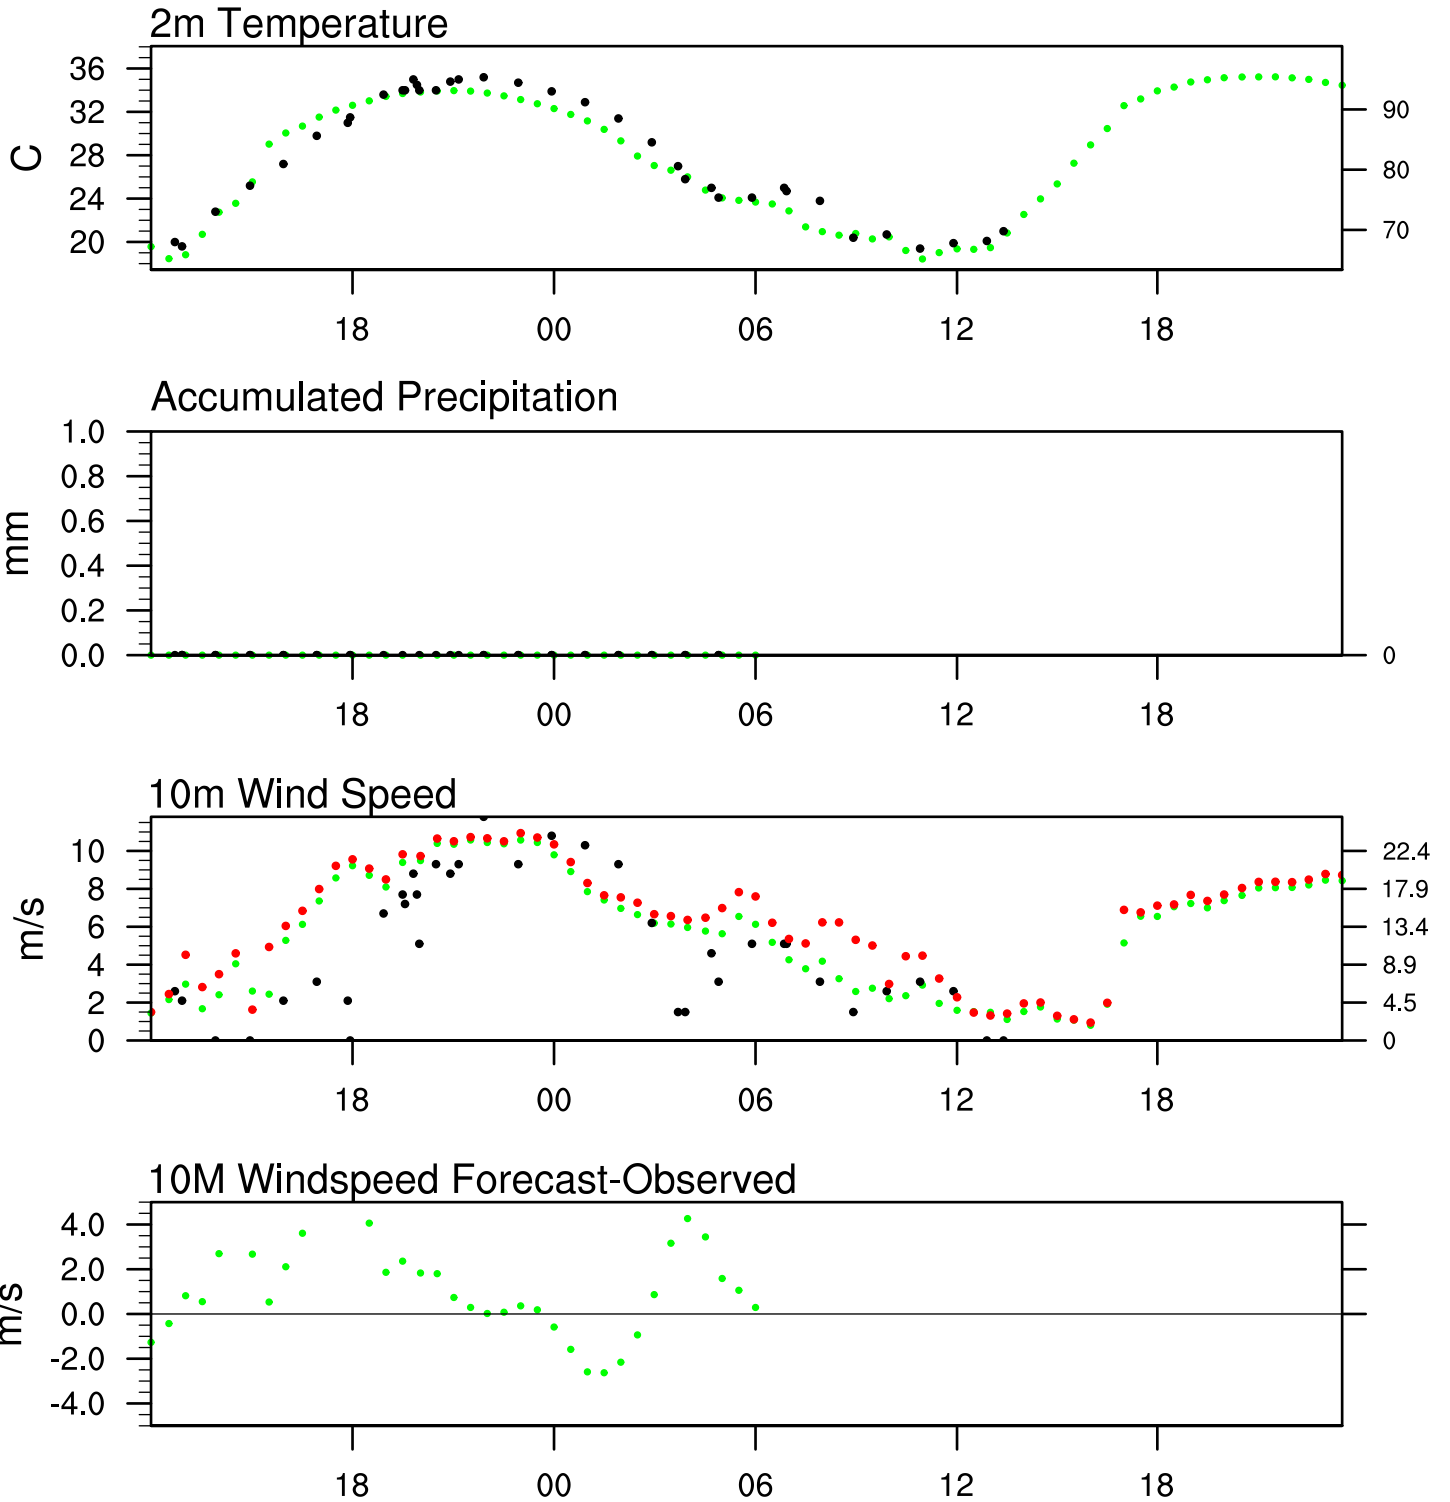 2m Temperature
36
32
28
24
20
C
90
80
70
18 00 06 12 18
Accumulated Precipitation
1.0
0.8
0.6
0.4
0.2
0.0
mm
0
18 00 06 12 18
10m Wind Speed
10
8
6
4
2
0
m/s
22.4
17.9
13.4
8.9
4.5
0
18 00 06 12 18
10M Windspeed Forecast-Observed
4.0
2.0
0.0
-2.0
-4.0
m/s
18 00 06 12 18